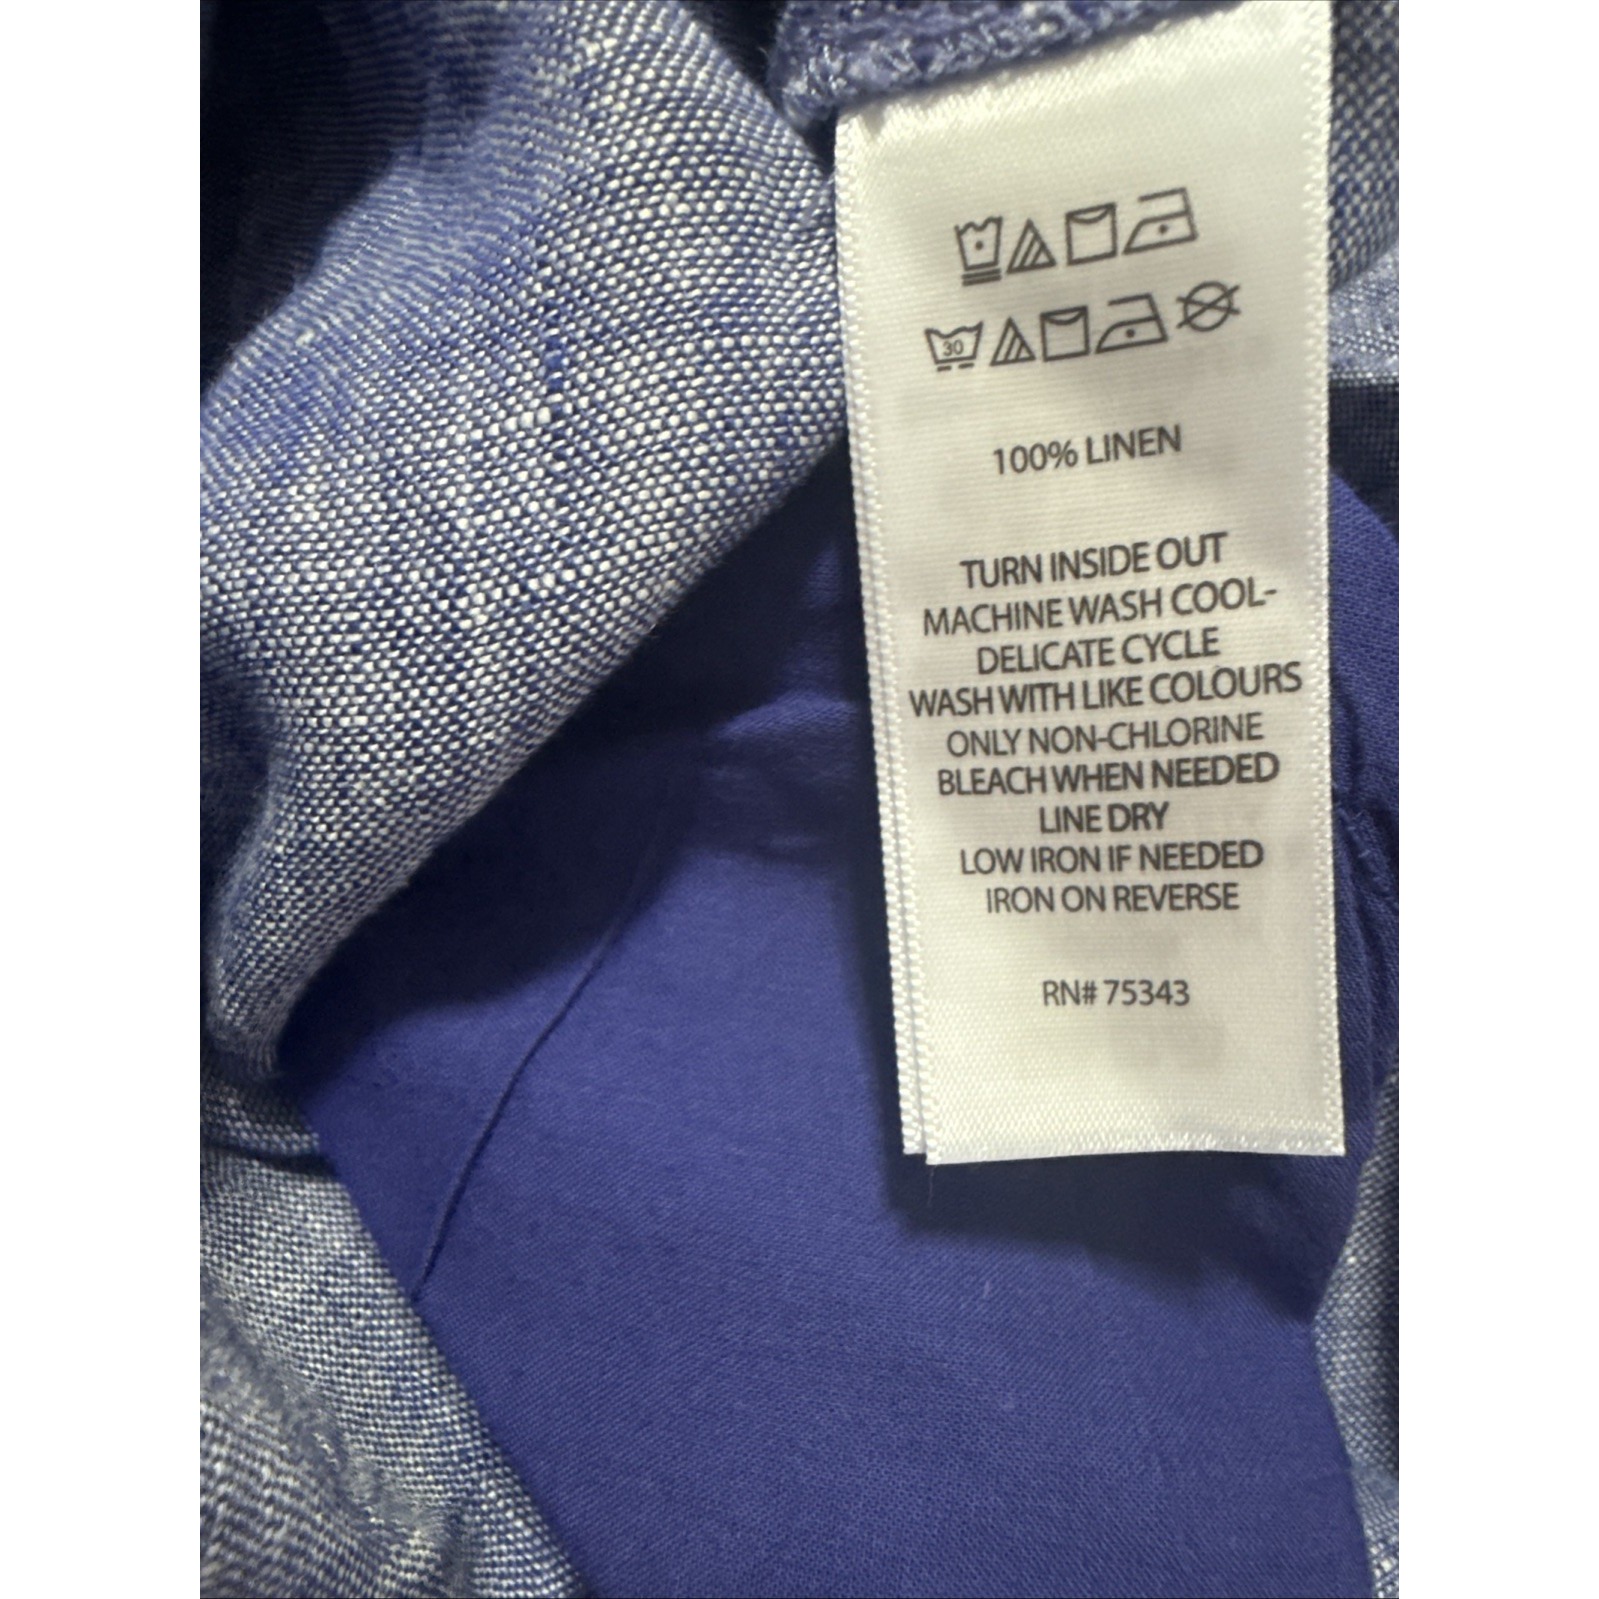 30
100% LINEN
TURN INSIDE OUT
MACHINE WASH COOL-
DELICATE CYCLE
WASH WITH LIKE COLOURS
ONLY NON-CHLORINE
BLEACH WHEN NEEDED
LINE DRY
LOW IRON IF NEEDED
IRON ON REVERSE
RN# 75343